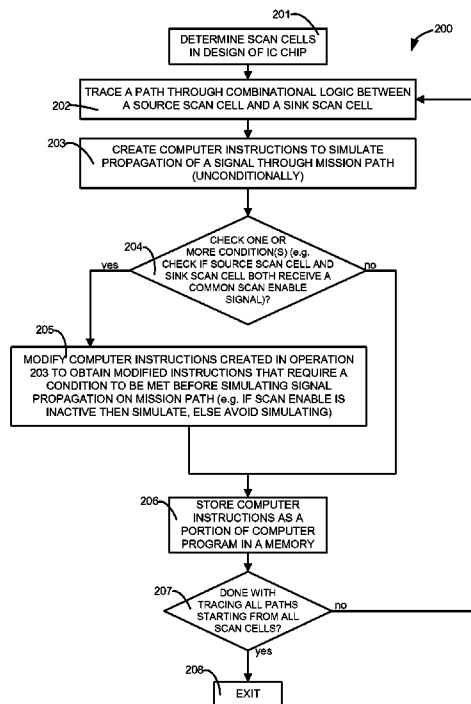 201
DETERMINE SCAN CELLS
IN DESIGN OF IC CHIP
200
TRACE A PATH THROUGH COMBINATIONAL LOGIC BETWEEN
202
A SOURCE SCAN CELL AND A SINK SCAN CELL
203
CREATE COMPUTER INSTRUCTIONS TO SIMULATE
PROPAGATION OF A SIGNAL THROUGH MISSION PATH
(UNCONDITIONALLY)
204
CHECK ONE OR
MORE CONDITION(S) (e.g.
CHECK IF SOURCE SCAN CELL AND
SINK SCAN CELL BOTH RECEIVE A
COMMON SCAN ENABLE
SIGNAL)?
yes
no
205
MODIFY COMPUTER INSTRUCTIONS CREATED IN OPERATION
203 TO OBTAIN MODIFIED INSTRUCTIONS THAT REQUIRE A
CONDITION TO BE MET BEFORE SIMULATING SIGNAL
PROPAGATION ON MISSION PATH (e.g. IF SCAN ENABLE IS
INACTIVE THEN SIMULATE, ELSE AVOID SIMULATING)
206
STORE COMPUTER
INSTRUCTIONS AS A
PORTION OF COMPUTER
PROGRAM IN A MEMORY
207
DONE WITH
TRACING ALL PATHS
STARTING FROM ALL
SCAN CELLS?
no
yes
208
EXIT